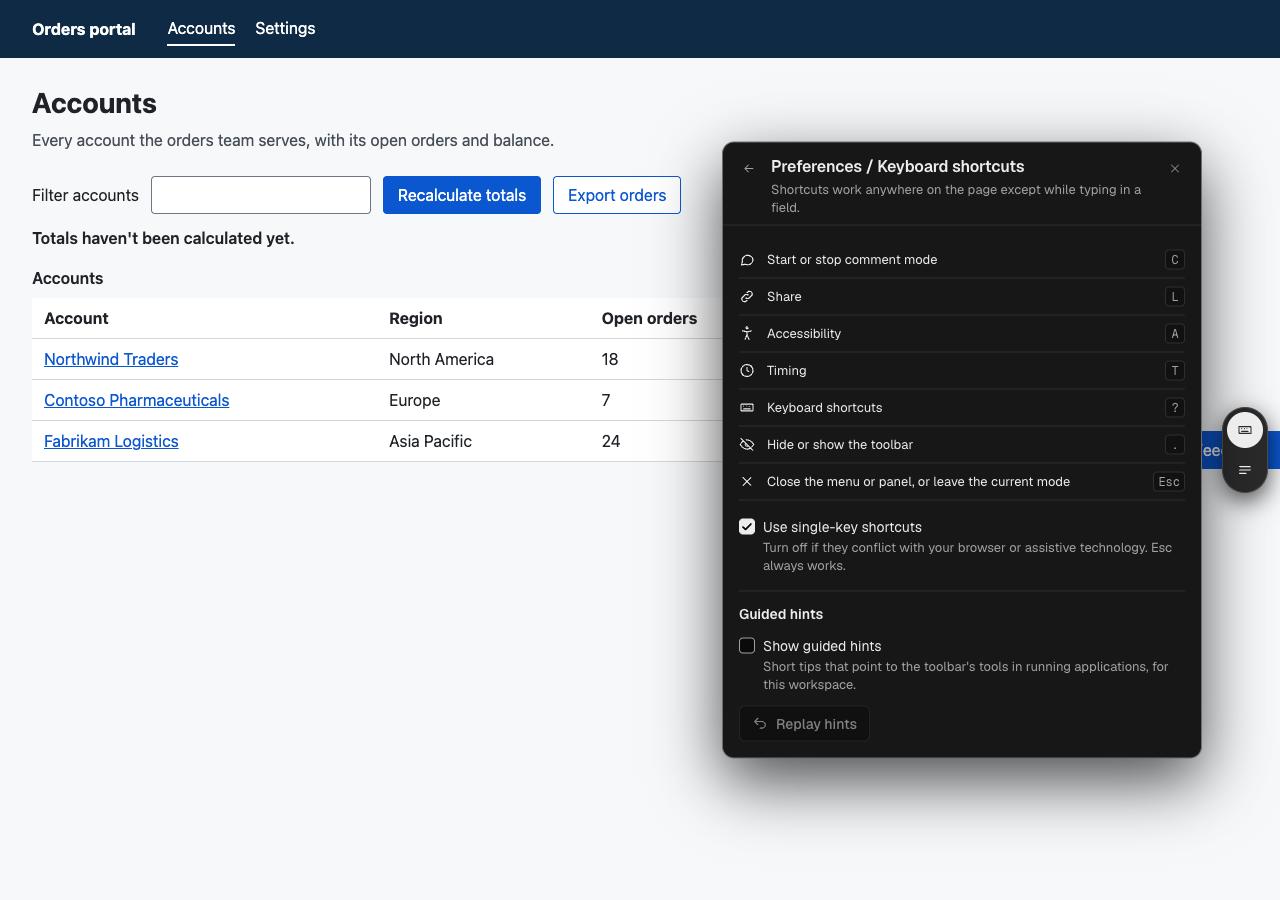 Orders portal
Accounts
Settings
Accounts
Every account the orders team serves, with its open orders and balance.
Filter accounts
Recalculate totals
Export orders
Totals haven't been calculated yet.
Accounts
Account Region Open orders
Northwind Traders North America 18
Contoso Pharmaceuticals Europe 7
Fabrikam Logistics Asia Pacific 24
Preferences / Keyboard shortcuts
Shortcuts work anywhere on the page except while typing in a
field.
Start or stop comment mode C
Share L
Accessibility A
Timing T
Keyboard shortcuts ?
Hide or show the toolbar .
Close the menu or panel, or leave the current mode Esc
Use single-key shortcuts
Turn off if they conflict with your browser or assistive technology. Esc
always works.
Guided hints
Show guided hints
Short tips that point to the toolbar's tools in running applications, for
this workspace.
Replay hints